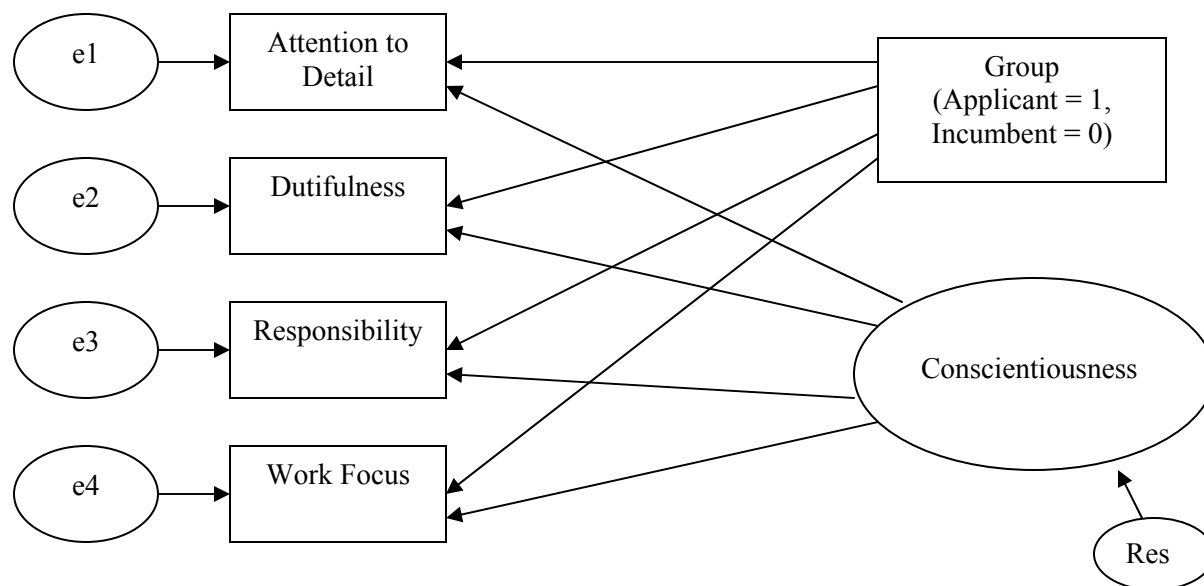 e1
Attention to
Detail
Group
(Applicant = 1,
Incumbent = 0)
e2
Dutifulness
e3
Responsibility
Conscientiousness
e4
Work Focus
Res